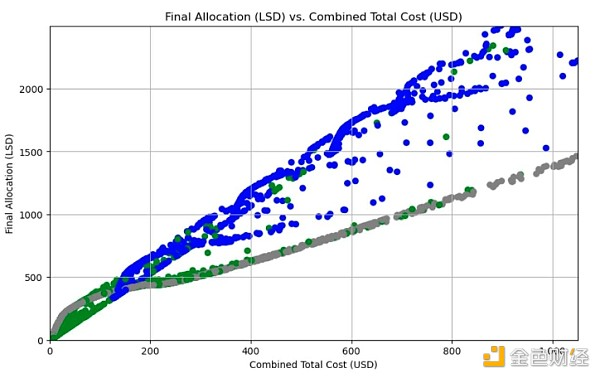 Final Allocation (LSD) vs. Combined Total Cost (USD)
Final Allocation (LSD)
2000
1500
1000
500
0
0
200
400
600
800
Combined Total Cost (USD)
金色财经